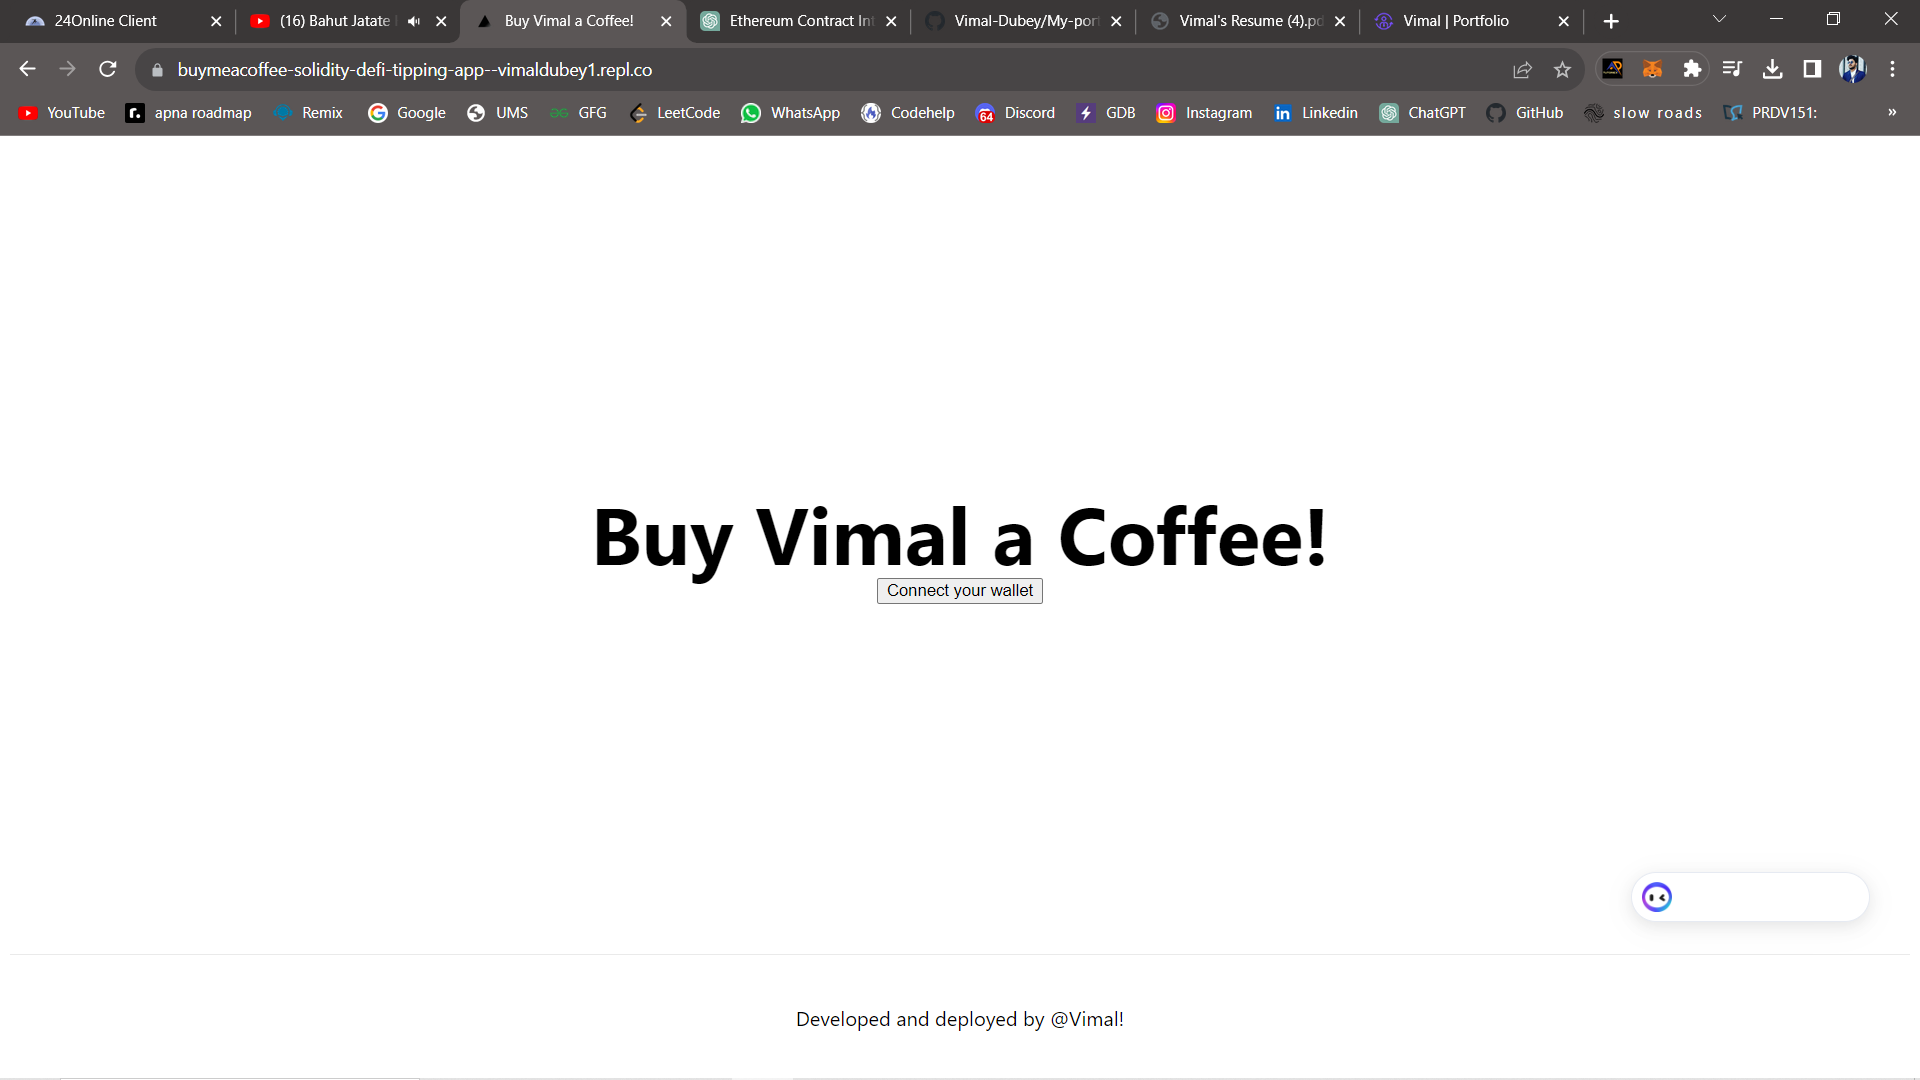 24Online Client
(16) Bahut Jatate
Buy Vimal a Coffee!
Ethereum Contract Int
Vimal-Dubey/My-port
Vimal's Resume (4).pd
Vimal | Portfolio
buymeacoffee-solidity-defi-tipping-app--vimaldubey1.repl.co
YouTube
apna roadmap
Remix
Google
UMS
GFG
LeetCode
WhatsApp
Codehelp
64
Discord
GDB
Instagram
Linkedin
ChatGPT
GitHub
slow roads
PRDV151:
»
Buy Vimal a Coffee!
Connect your wallet
Developed and deployed by @Vimal!